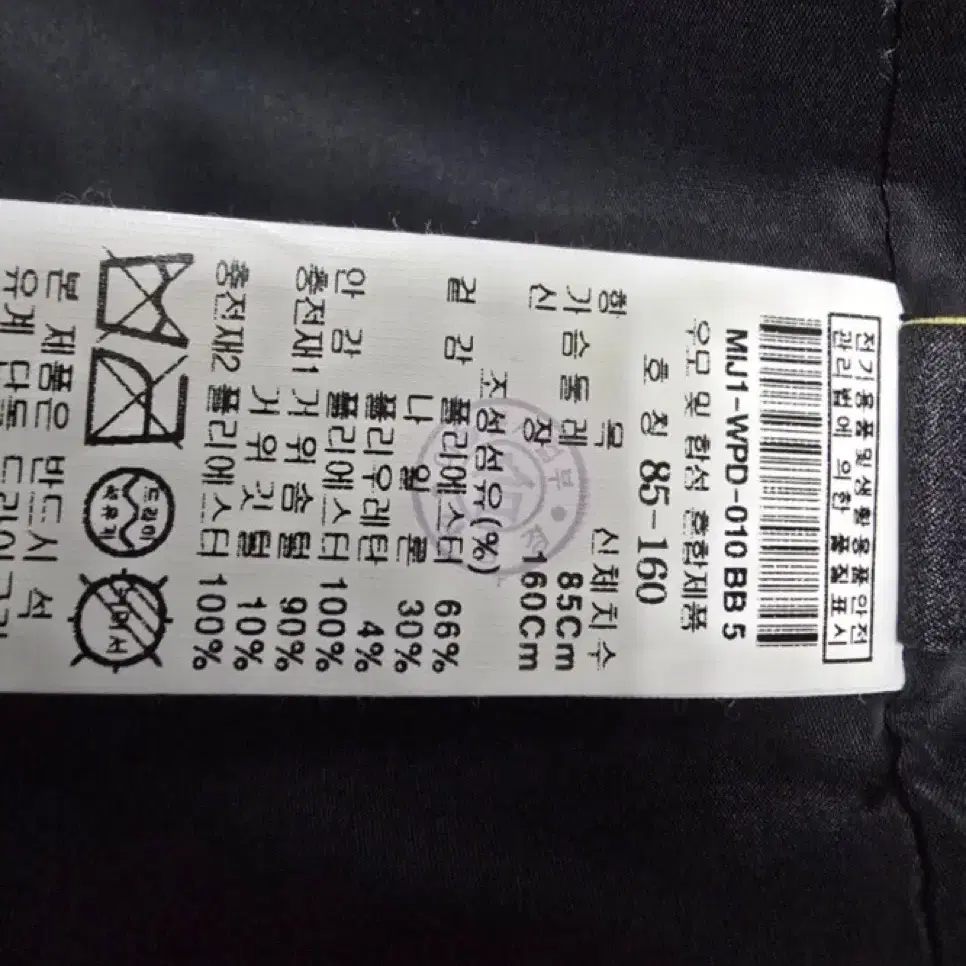 전기용품및생활용품안전
관리법에 의한 품질표시
MIJ1-WPD-010 BB 5
우모 및 합성 혼합제품
호 칭 85-160
항 목 신체치수
가슴둘레 85Cm
신 장 160Cm
조성섬유(%)
겉 감 폴리에스터 66%
나 일 론 30%
폴리우레탄 4%
안 감 폴리에스터 100%
충전재1 거 위 솜 털 90%
거 위 깃 털 10%
충전재2 폴리에스터 100%
드라이
석유계
본 제품은 반드시 석
유계 단독 드라이크리